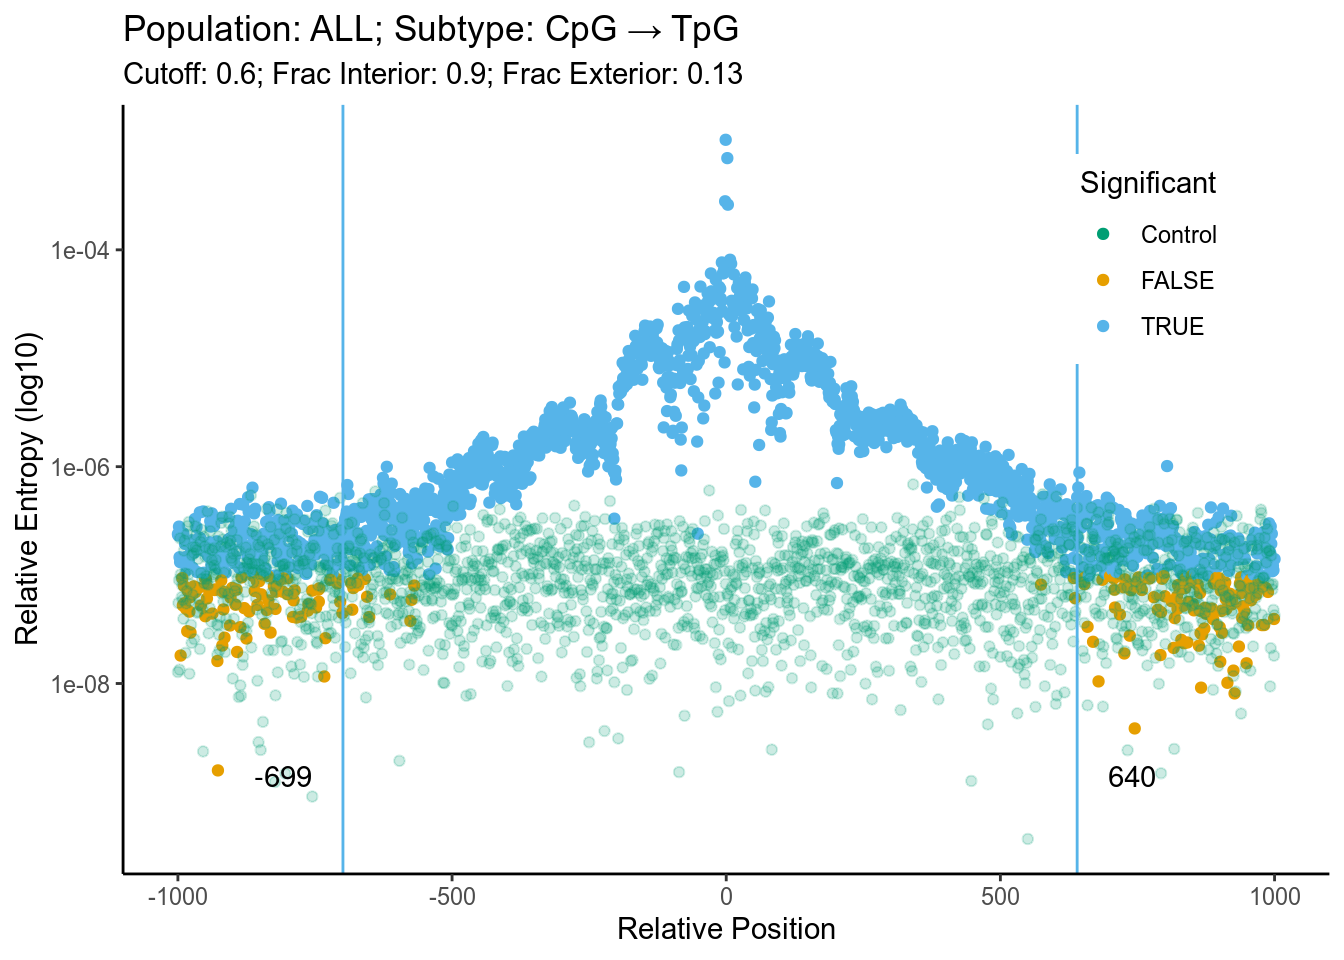 Population: ALL; Subtype: CpG → TpG
Cutoff: 0.6; Frac Interior: 0.9; Frac Exterior: 0.13
Significant
Control
FALSE
TRUE
1e-04
1e-06
1e-08
Relative Entropy (log10)
-699
640
-1000
-500
0
500
1000
Relative Position